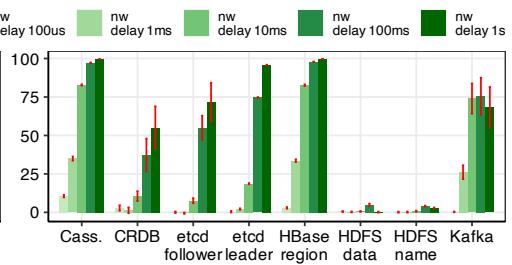 w nw nw nw nw
elay 100us delay 1ms delay 10ms delay 100ms delay 1s
100
75
50
25
0
Cass. CRDB etcd etcd HBase HDFS HDFS Kafka
follower leader region data name